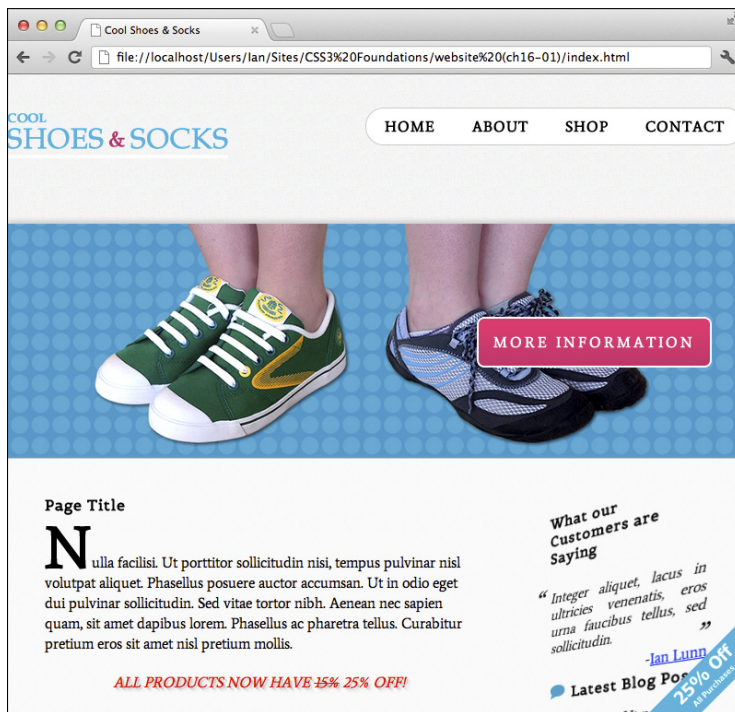 Cool Shoes & Socks
file://localhost/Users/Ian/Sites/CSS3%20Foundations/website%20(ch16-01)/index.html
COOL
SHOES & SOCKS
HOME ABOUT SHOP CONTACT
MORE INFORMATION
Page Title
Nulla facilisi. Ut porttitor sollicitudin nisi, tempus pulvinar nisl
volutpat aliquet. Phasellus posuere auctor accumsan. Ut in odio eget
dui pulvinar sollicitudin. Sed vitae tortor nibh. Aenean nec sapien
quam, sit amet dapibus lorem. Phasellus ac pharetra tellus. Curabitur
pretium eros sit amet nisl pretium mollis.
ALL PRODUCTS NOW HAVE 15% 25% OFF!
What our
Customers are
Saying
“ Integer aliquet, lacus in
ultricies venenatis, eros
urna faucibus tellus, sed
sollicitudin. ”
-Ian Lunn
Latest Blog Pos
25% Off
All Purchases